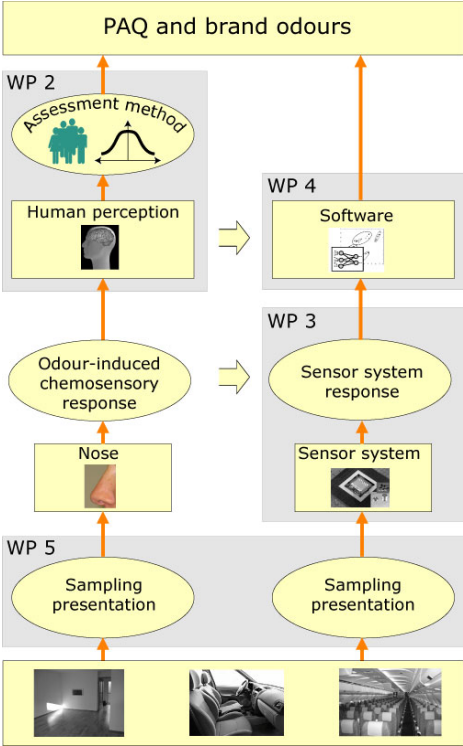 PAQ and brand odours
WP 2
Assessment method
Human perception
WP 4
Software
WP 3
Odour-induced
chemosensory
response
Sensor system
response
Nose
Sensor system
WP 5
Sampling
presentation
Sampling
presentation